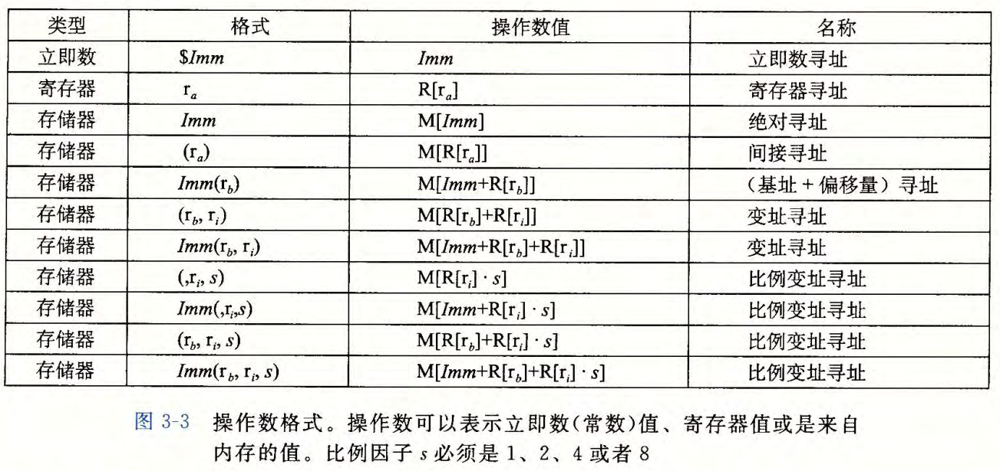 类型 格式 操作数值 名称
立即数 $Imm Imm 立即数寻址
寄存器 rₐ R[rₐ] 寄存器寻址
存储器 Imm M[Imm] 绝对寻址
存储器 (rₐ) M[R[rₐ]] 间接寻址
存储器 Imm(r_b) M[Imm+R[r_b]] （基址+偏移量）寻址
存储器 (r_b, r_i) M[R[r_b]+R[r_i]] 变址寻址
存储器 Imm(r_b, r_i) M[Imm+R[r_b]+R[r_i]] 变址寻址
存储器 (,r_i, s) M[R[r_i]·s] 比例变址寻址
存储器 Imm(,r_i,s) M[Imm+R[r_i]·s] 比例变址寻址
存储器 (r_b, r_i, s) M[R[r_b]+R[r_i]·s] 比例变址寻址
存储器 Imm(r_b, r_i, s) M[Imm+R[r_b]+R[r_i]·s] 比例变址寻址
图 3-3 操作数格式。操作数可以表示立即数(常数)值、寄存器值或是来自
内存的值。比例因子 s 必须是 1、2、4 或者 8